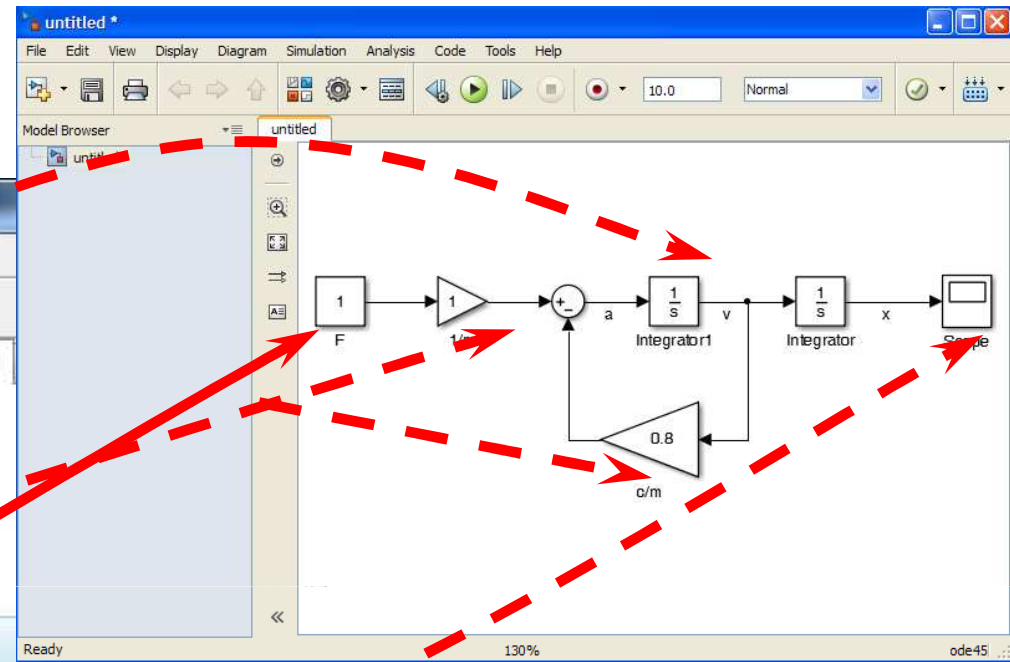 untitled *
File Edit View Display Diagram Simulation Analysis Code Tools Help
10.0 Normal
Model Browser untitled
1 1 + - a 1/s v 1/s x
F Integrator1 Integrator
0.8
c/m
Ready 130% ode45